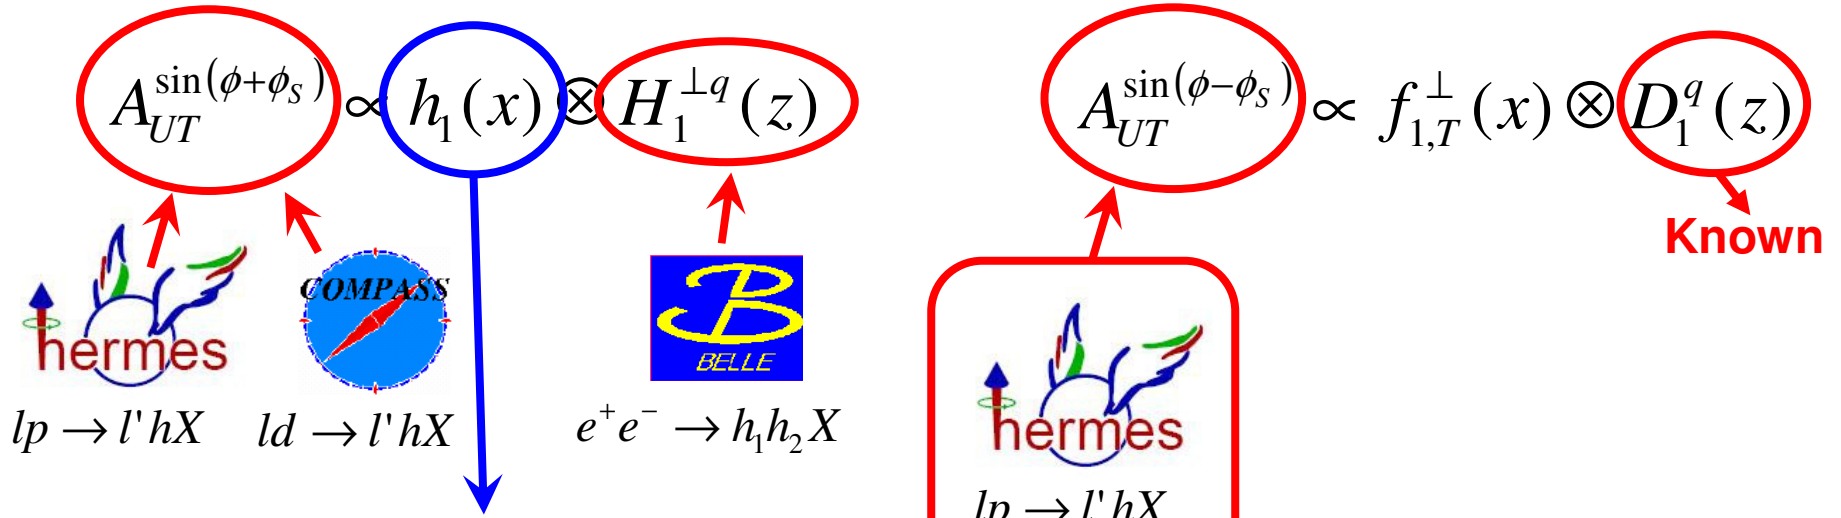 A_{UT}^{sin(ϕ+ϕ_S)} ∝ h_1(x) ⊗ H_1^{⊥q}(z)
A_{UT}^{sin(ϕ−ϕ_S)} ∝ f_{1,T}^{⊥}(x) ⊗ D_1^q(z)
Known
COMPASS
hermes
BELLE
hermes
lp → l'hX
ld → l'hX
e^+e^- → h_1h_2X
lp → l'hX